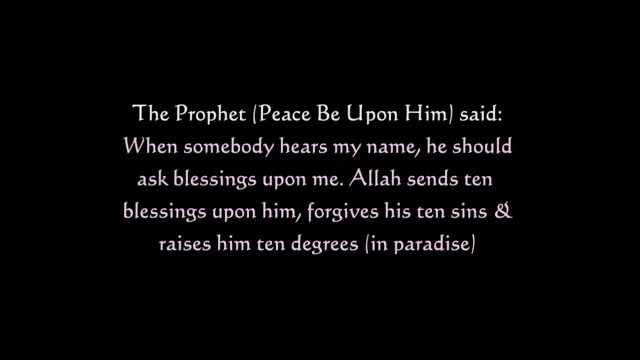 The Prophet (Peace Be Upon Him) said:
When somebody hears my name, he should
ask blessings upon me. Allah sends ten
blessings upon him, forgives his ten sins &
raises him ten degrees (in paradise)